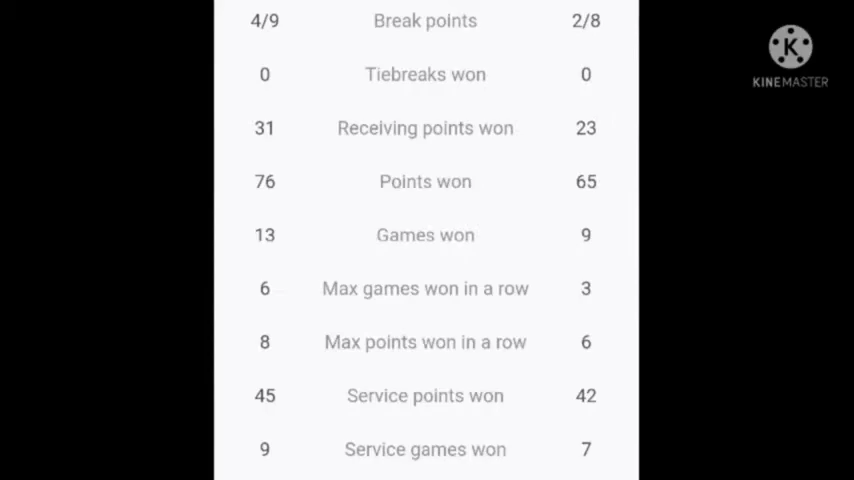 4/9 Break points 2/8
0 Tiebreaks won 0
31 Receiving points won 23
76 Points won 65
13 Games won 9
6 Max games won in a row 3
8 Max points won in a row 6
45 Service points won 42
9 Service games won 7
K
KINEMASTER